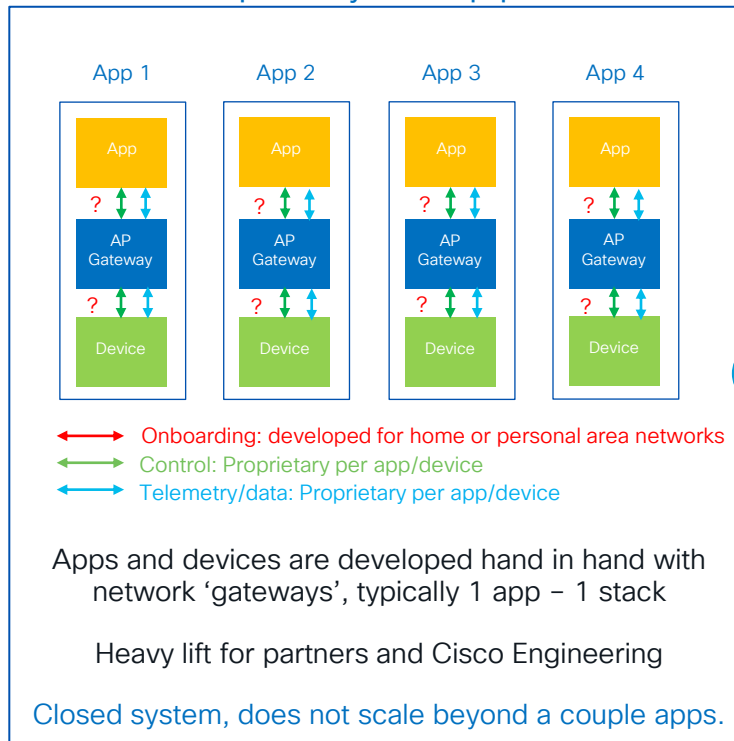 App 1 App 2 App 3 App 4
App App App App
? ? ? ?
AP Gateway AP Gateway AP Gateway AP Gateway
? ? ? ?
Device Device Device Device
Onboarding: developed for home or personal area networks
Control: Proprietary per app/device
Telemetry/data: Proprietary per app/device
Apps and devices are developed hand in hand with
network ‘gateways’, typically 1 app – 1 stack
Heavy lift for partners and Cisco Engineering
Closed system, does not scale beyond a couple apps.